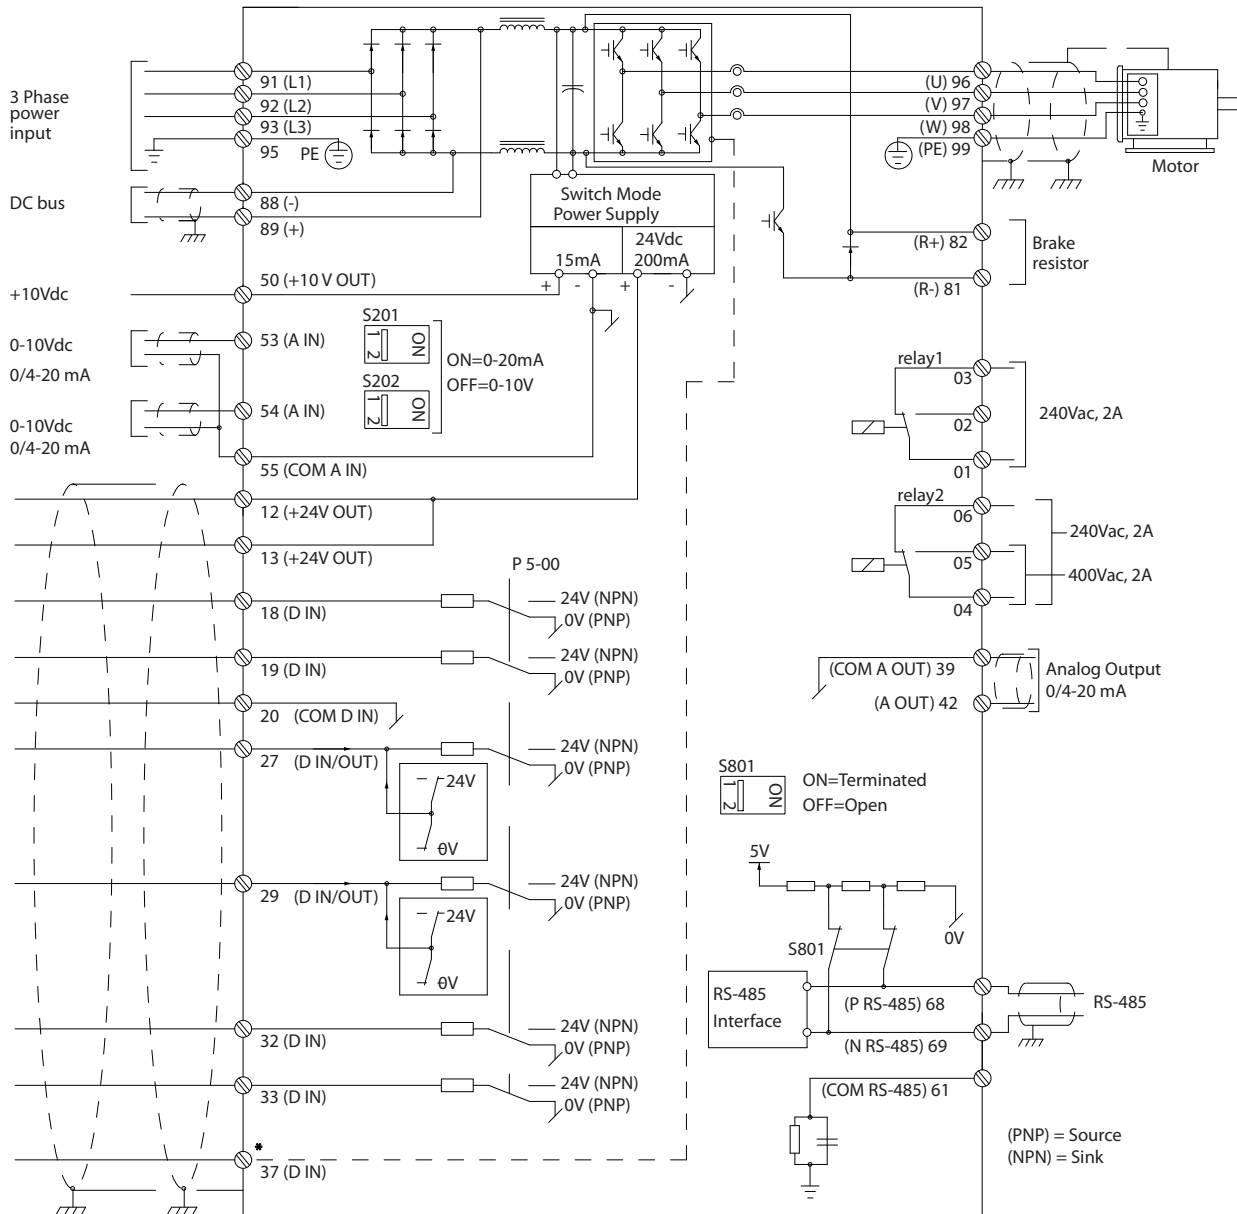 3 Phase
power
input
91 (L1)
92 (L2)
93 (L3)
95 PE
DC bus
88 (-)
89 (+)
Switch Mode
Power Supply
24Vdc
15mA 200mA
+ - + -
(U) 96
(V) 97
(W) 98
(PE) 99
Motor
(R+) 82
(R-) 81
Brake
resistor
+10Vdc
50 (+10 V OUT)
0-10Vdc
0/4-20 mA
53 (A IN)
S201
1 2 ON
S202
1 2 ON
ON=0-20mA
OFF=0-10V
0-10Vdc
0/4-20 mA
54 (A IN)
55 (COM A IN)
12 (+24V OUT)
13 (+24V OUT)
relay1
03
02
01
240Vac, 2A
relay2
06
05
04
240Vac, 2A
400Vac, 2A
P 5-00
18 (D IN)
24V (NPN)
0V (PNP)
19 (D IN)
24V (NPN)
0V (PNP)
20 (COM D IN)
27 (D IN/OUT)
24V (NPN)
0V (PNP)
24V
0V
29 (D IN/OUT)
24V (NPN)
0V (PNP)
24V
0V
32 (D IN)
24V (NPN)
0V (PNP)
33 (D IN)
24V (NPN)
0V (PNP)
*
37 (D IN)
(COM A OUT) 39
(A OUT) 42
Analog Output
0/4-20 mA
S801
1 2 ON
ON=Terminated
OFF=Open
5V
0V
S801
RS-485
Interface
(P RS-485) 68
(N RS-485) 69
RS-485
(COM RS-485) 61
(PNP) = Source
(NPN) = Sink